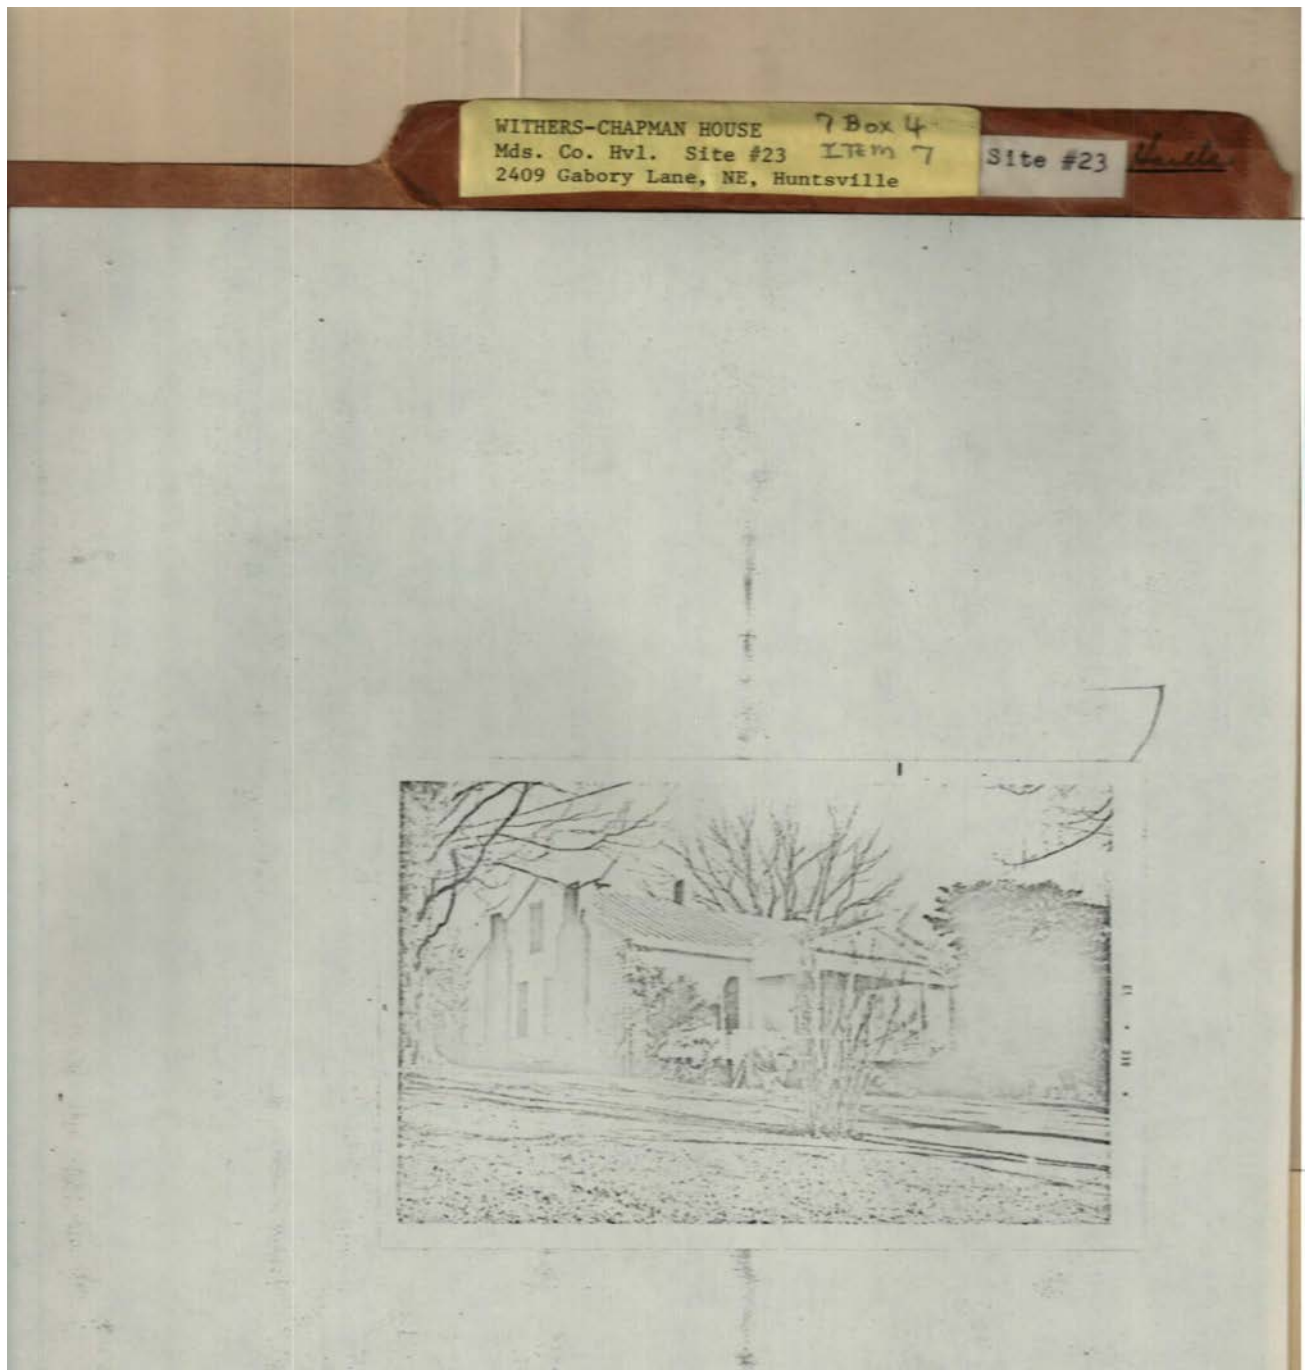 WITHERS-CHAPMAN HOUSE 7 Box 4
Mds. Co. Hvl. Site #23 ITEM 7
2409 Gabory Lane, NE, Huntsville
Site #23